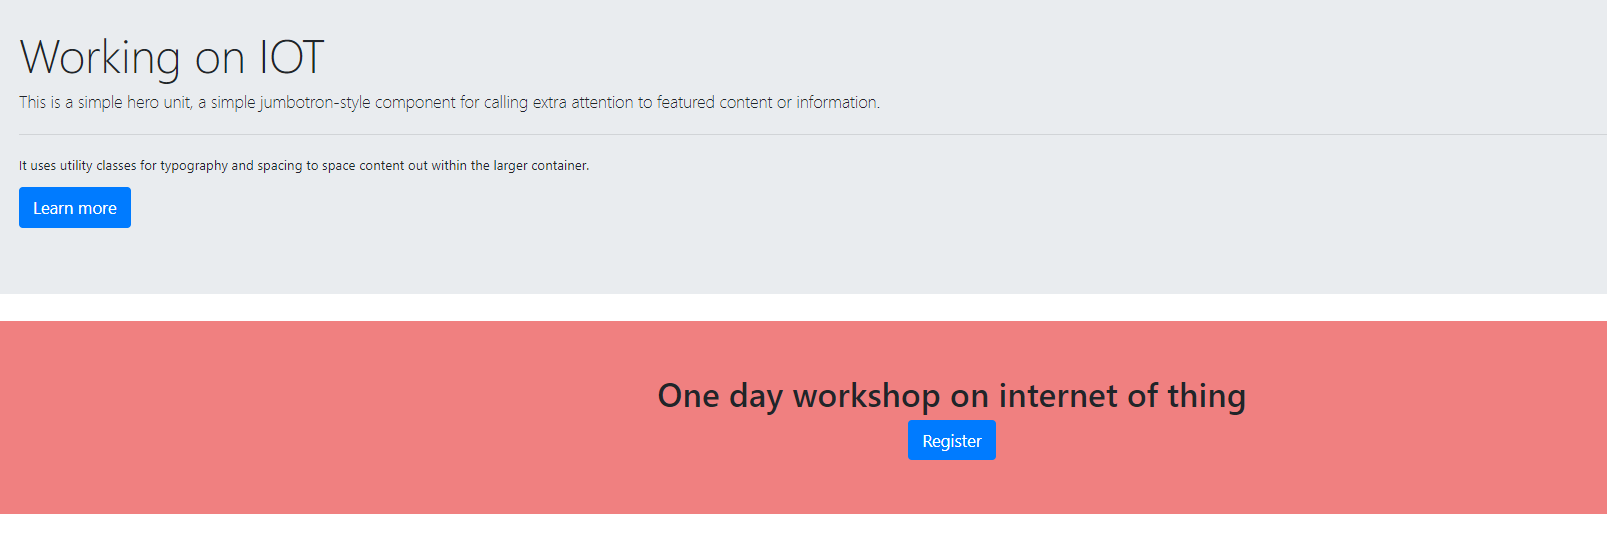 Working on IOT
This is a simple hero unit, a simple jumbotron-style component for calling extra attention to featured content or information.
It uses utility classes for typography and spacing to space content out within the larger container.
Learn more
One day workshop on internet of thing
Register